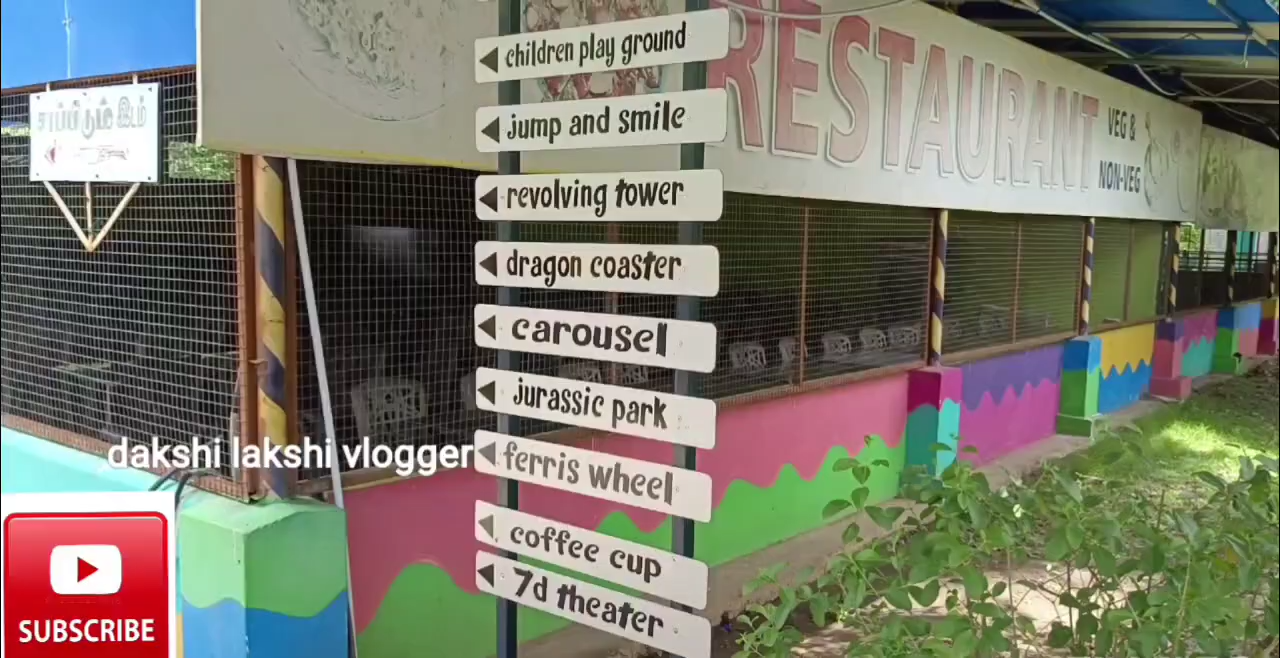 children play ground
jump and smile
revolving tower
dragon coaster
carousel
jurassic park
ferris wheel
coffee cup
7d theater
RESTAURANT
VEG &
NON-VEG
சாப்பிடும் இடம்
dakshi lakshi vlogger
SUBSCRIBE